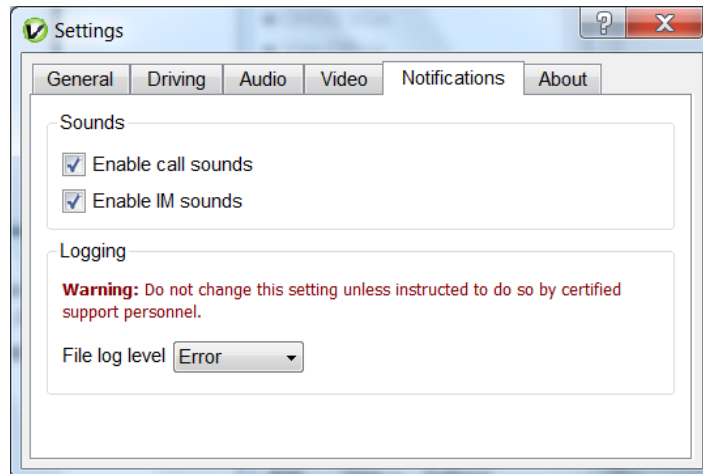 Settings
General Driving Audio Video Notifications About
Sounds
Enable call sounds
Enable IM sounds
Logging
Warning: Do not change this setting unless instructed to do so by certified
support personnel.
File log level Error